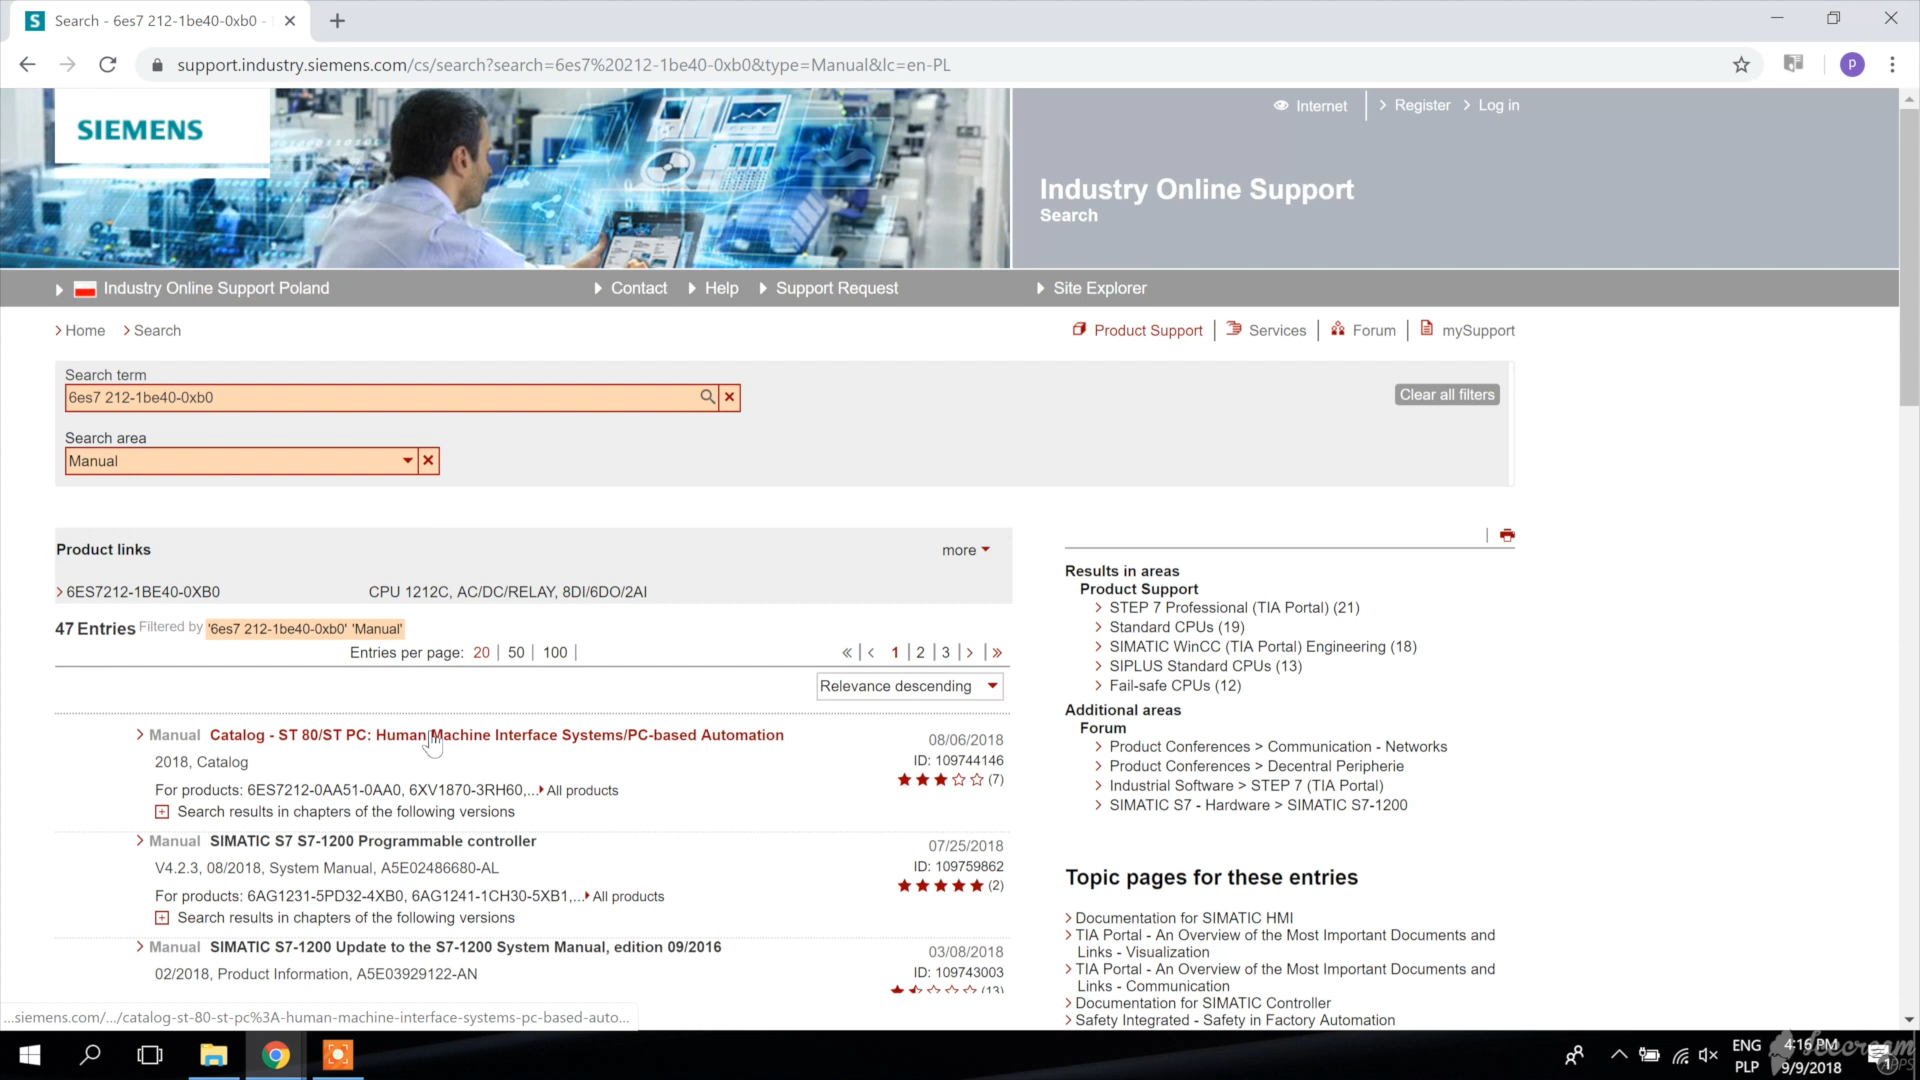 Search - 6es7 212-1be40-0xb0 -
support.industry.siemens.com/cs/search?search=6es7%20212-1be40-0xb0&type=Manual&lc=en-PL
p
SIEMENS
Internet
Register
Log in
Industry Online Support
Search
Industry Online Support Poland
Contact
Help
Support Request
Site Explorer
Home
Search
Product Support
Services
Forum
mySupport
Search term
6es7 212-1be40-0xb0
Clear all filters
Search area
Manual
Product links
more
6ES7212-1BE40-0XB0 CPU 1212C, AC/DC/RELAY, 8DI/6DO/2AI
47 Entries Filtered by '6es7 212-1be40-0xb0' 'Manual'
Entries per page: 20 | 50 | 100 |
« | < 1 | 2 | 3 | > | »
Relevance descending
Manual Catalog - ST 80/ST PC: Human Machine Interface Systems/PC-based Automation
08/06/2018
2018, Catalog
ID: 109744146
(7)
For products: 6ES7212-0AA51-0AA0, 6XV1870-3RH60,... All products
Search results in chapters of the following versions
Manual SIMATIC S7 S7-1200 Programmable controller
07/25/2018
V4.2.3, 08/2018, System Manual, A5E02486680-AL
ID: 109759862
(2)
For products: 6AG1231-5PD32-4XB0, 6AG1241-1CH30-5XB1,... All products
Search results in chapters of the following versions
Manual SIMATIC S7-1200 Update to the S7-1200 System Manual, edition 09/2016
03/08/2018
02/2018, Product Information, A5E03929122-AN
ID: 109743003
(13)
Results in areas
Product Support
STEP 7 Professional (TIA Portal) (21)
Standard CPUs (19)
SIMATIC WinCC (TIA Portal) Engineering (18)
SIPLUS Standard CPUs (13)
Fail-safe CPUs (12)
Additional areas
Forum
Product Conferences > Communication - Networks
Product Conferences > Decentral Peripherie
Industrial Software > STEP 7 (TIA Portal)
SIMATIC S7 - Hardware > SIMATIC S7-1200
Topic pages for these entries
Documentation for SIMATIC HMI
TIA Portal - An Overview of the Most Important Documents and
Links - Visualization
TIA Portal - An Overview of the Most Important Documents and
Links - Communication
Documentation for SIMATIC Controller
Safety Integrated - Safety in Factory Automation
...siemens.com/.../catalog-st-80-st-pc%3A-human-machine-interface-systems-pc-based-auto...
ENG
PLP
4:16 PM
9/9/2018
1
Icecream
APPS